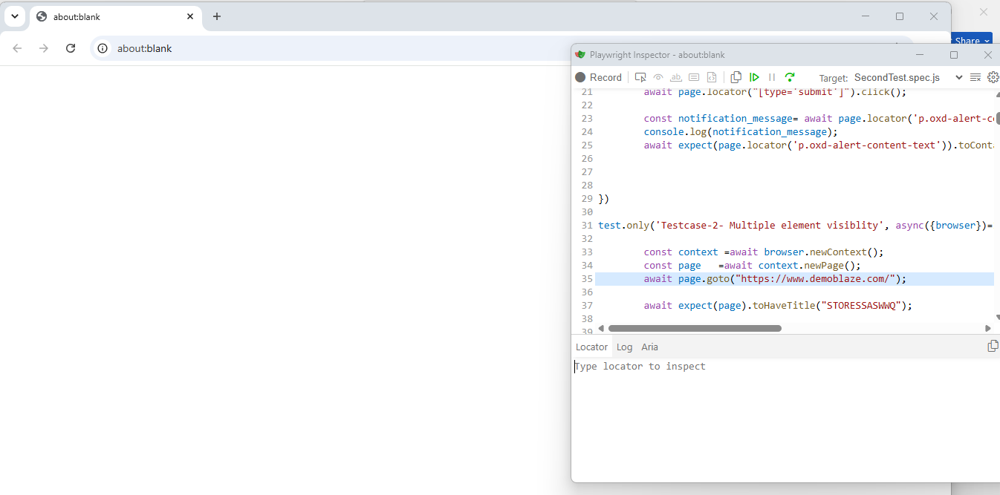 about:blank
about:blank
Share
Playwright Inspector - about:blank
Record
Target: SecondTest.spec.js
21 await page.locator("[type='submit']").click();
22
23 const notification_message= await page.locator('p.oxd-alert-c
24 console.log(notification_message);
25 await expect(page.locator('p.oxd-alert-content-text')).toConta
26
27
28
29 })
30
31 test.only('Testcase-2- Multiple element visiblity', async({browser})=
32
33 const context =await browser.newContext();
34 const page =await context.newPage();
35 await page.goto("https://www.demoblaze.com/");
36
37 await expect(page).toHaveTitle("STORESSASWWQ");
38
39
Locator Log Aria
Type locator to inspect